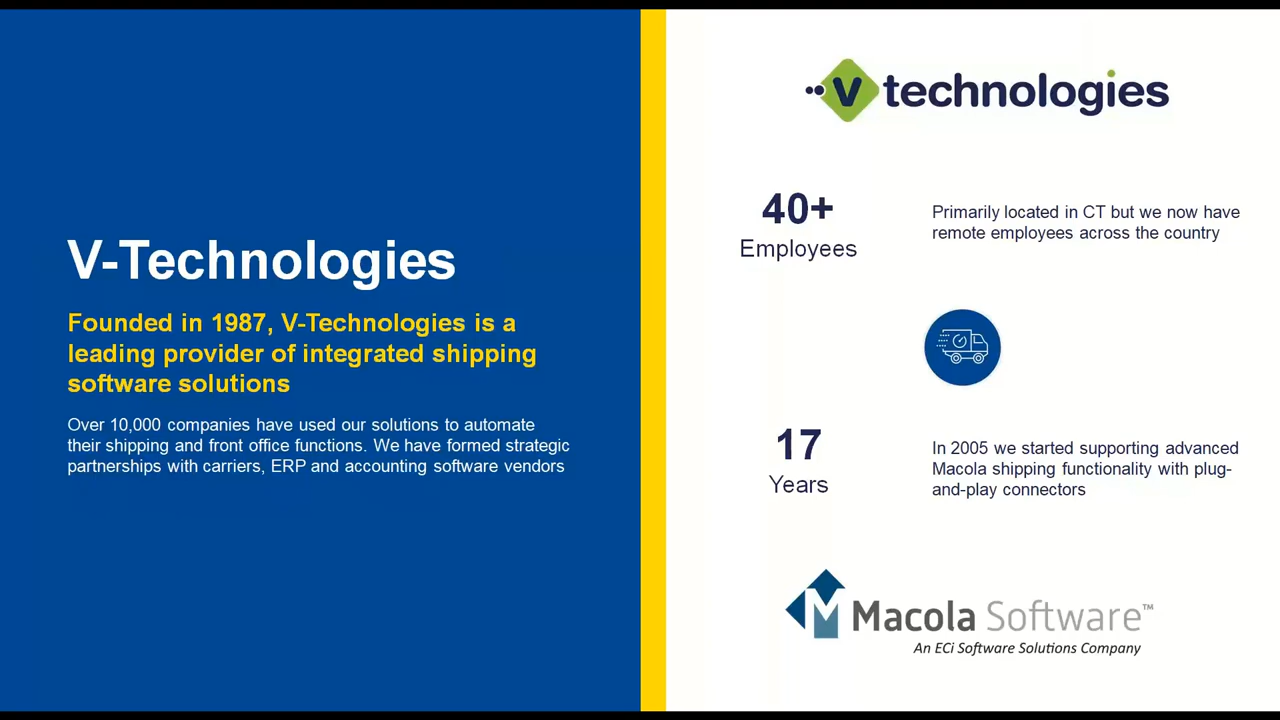 V-Technologies
Founded in 1987, V-Technologies is a
leading provider of integrated shipping
software solutions
Over 10,000 companies have used our solutions to automate
their shipping and front office functions. We have formed strategic
partnerships with carriers, ERP and accounting software vendors
V technologies
40+
Employees
Primarily located in CT but we now have
remote employees across the country
17
Years
In 2005 we started supporting advanced
Macola shipping functionality with plug-
and-play connectors
M Macola Software™
An ECi Software Solutions Company